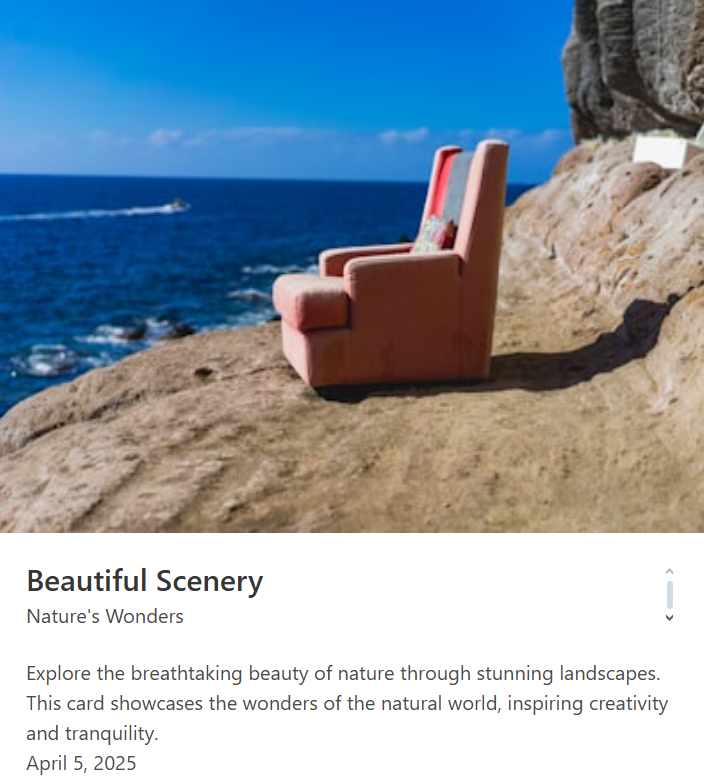 Beautiful Scenery
Nature's Wonders
Explore the breathtaking beauty of nature through stunning landscapes.
This card showcases the wonders of the natural world, inspiring creativity
and tranquility.
April 5, 2025